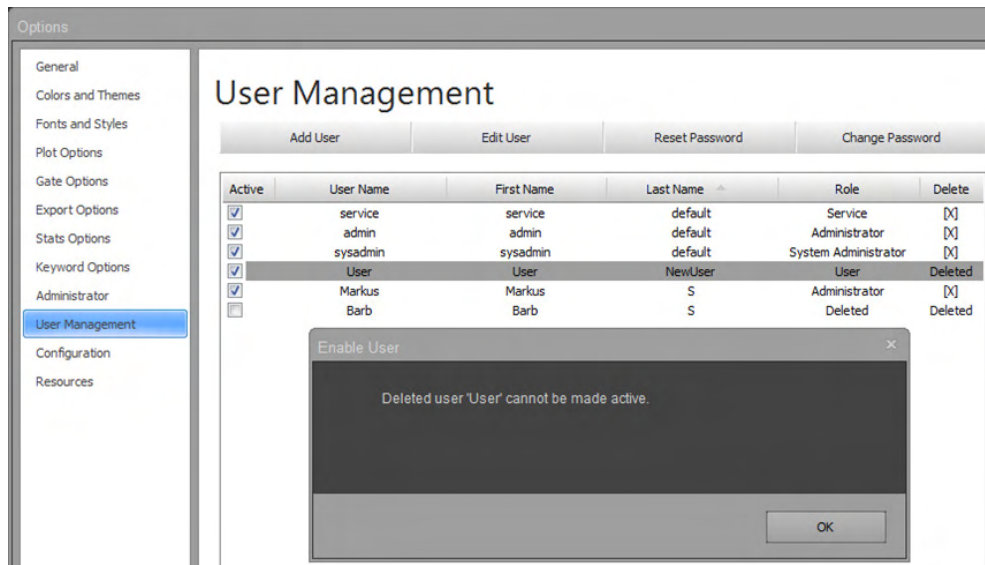 Options
General
Colors and Themes
Fonts and Styles
Plot Options
Gate Options
Export Options
Stats Options
Keyword Options
Administrator
User Management
Configuration
Resources
User Management
Add User Edit User Reset Password Change Password
Active User Name First Name Last Name Role Delete
service service default Service [X]
admin admin default Administrator [X]
sysadmin sysadmin default System Administrator [X]
User User NewUser User Deleted
Markus Markus S Administrator [X]
Barb Barb S Deleted Deleted
Enable User ×
Deleted user 'User' cannot be made active.
OK